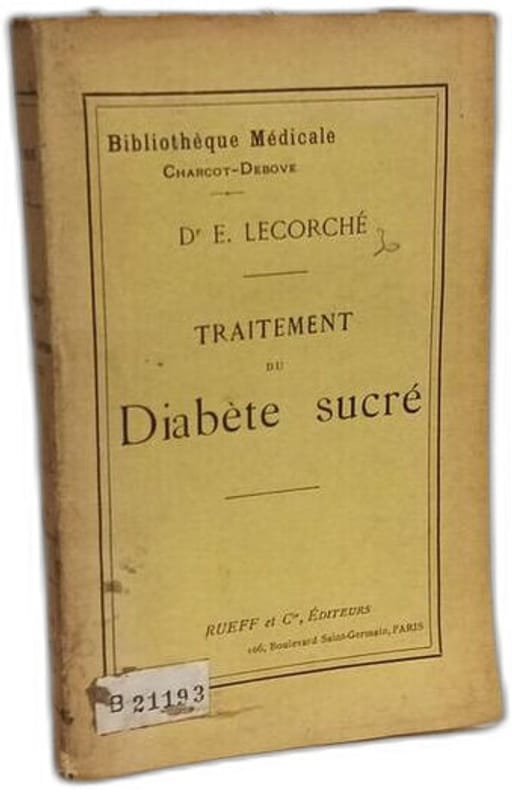 Bibliothèque Médicale
CHARCOT-DEBOVE
Dr E. LECORCHÉ
TRAITEMENT
DU
Diabète sucré
RUEFF et Cie, ÉDITEURS
106, Boulevard Saint-Germain, PARIS
B 21193